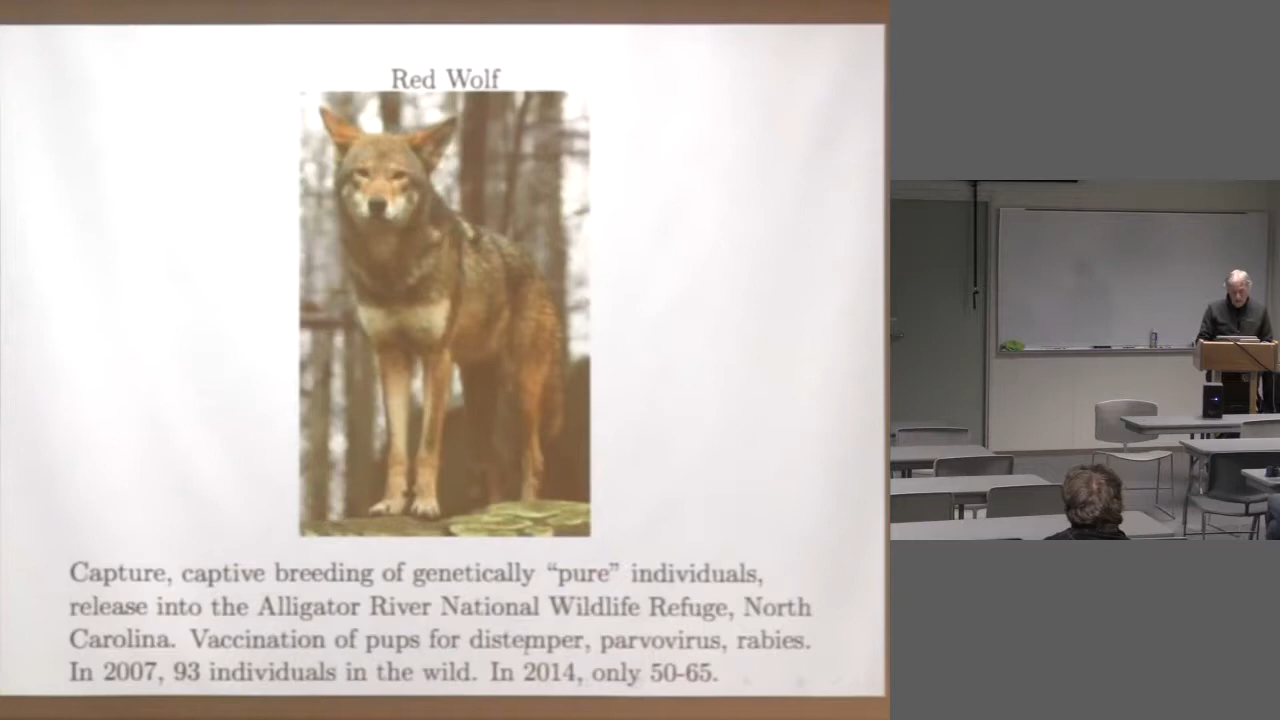 Red Wolf
Capture, captive breeding of genetically “pure” individuals,
release into the Alligator River National Wildlife Refuge, North
Carolina. Vaccination of pups for distemper, parvovirus, rabies.
In 2007, 93 individuals in the wild. In 2014, only 50-65.